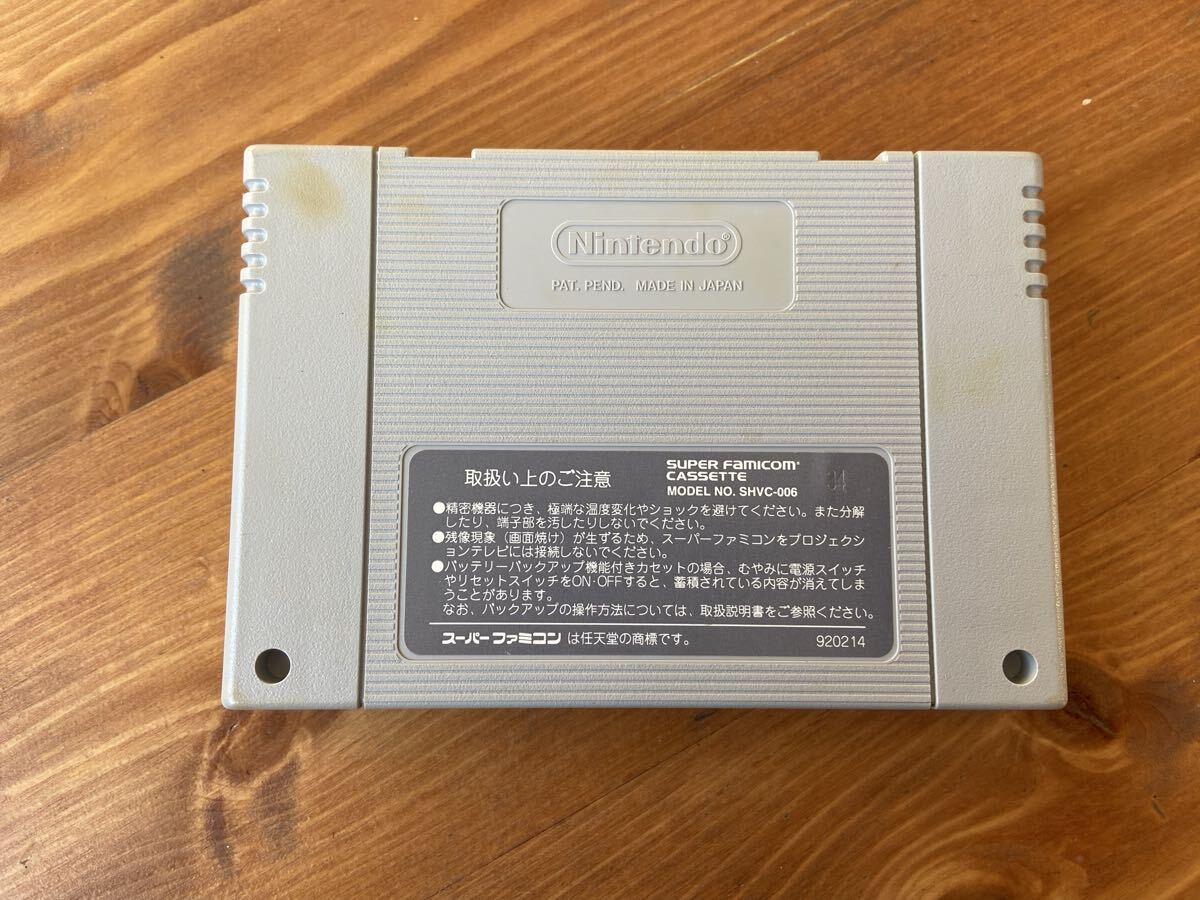 Nintendo®
PAT. PEND. MADE IN JAPAN
取扱い上のご注意
SUPER FAMICOM®
CASSETTE
MODEL NO. SHVC-006
34
●精密機器につき、極端な温度変化やショックを避けてください。また分解
したり、端子部を汚したりしないでください。
●残像現象（画面焼け）が生ずるため、スーパーファミコンをプロジェクシ
ョンテレビには接続しないでください。
●バッテリーバックアップ機能付きカセットの場合、むやみに電源スイッチ
やリセットスイッチをON・OFFすると、蓄積されている内容が消えてしま
うことがあります。
なお、バックアップの操作方法については、取扱説明書をご参照ください。
スーパーファミコン は任天堂の商標です。
920214